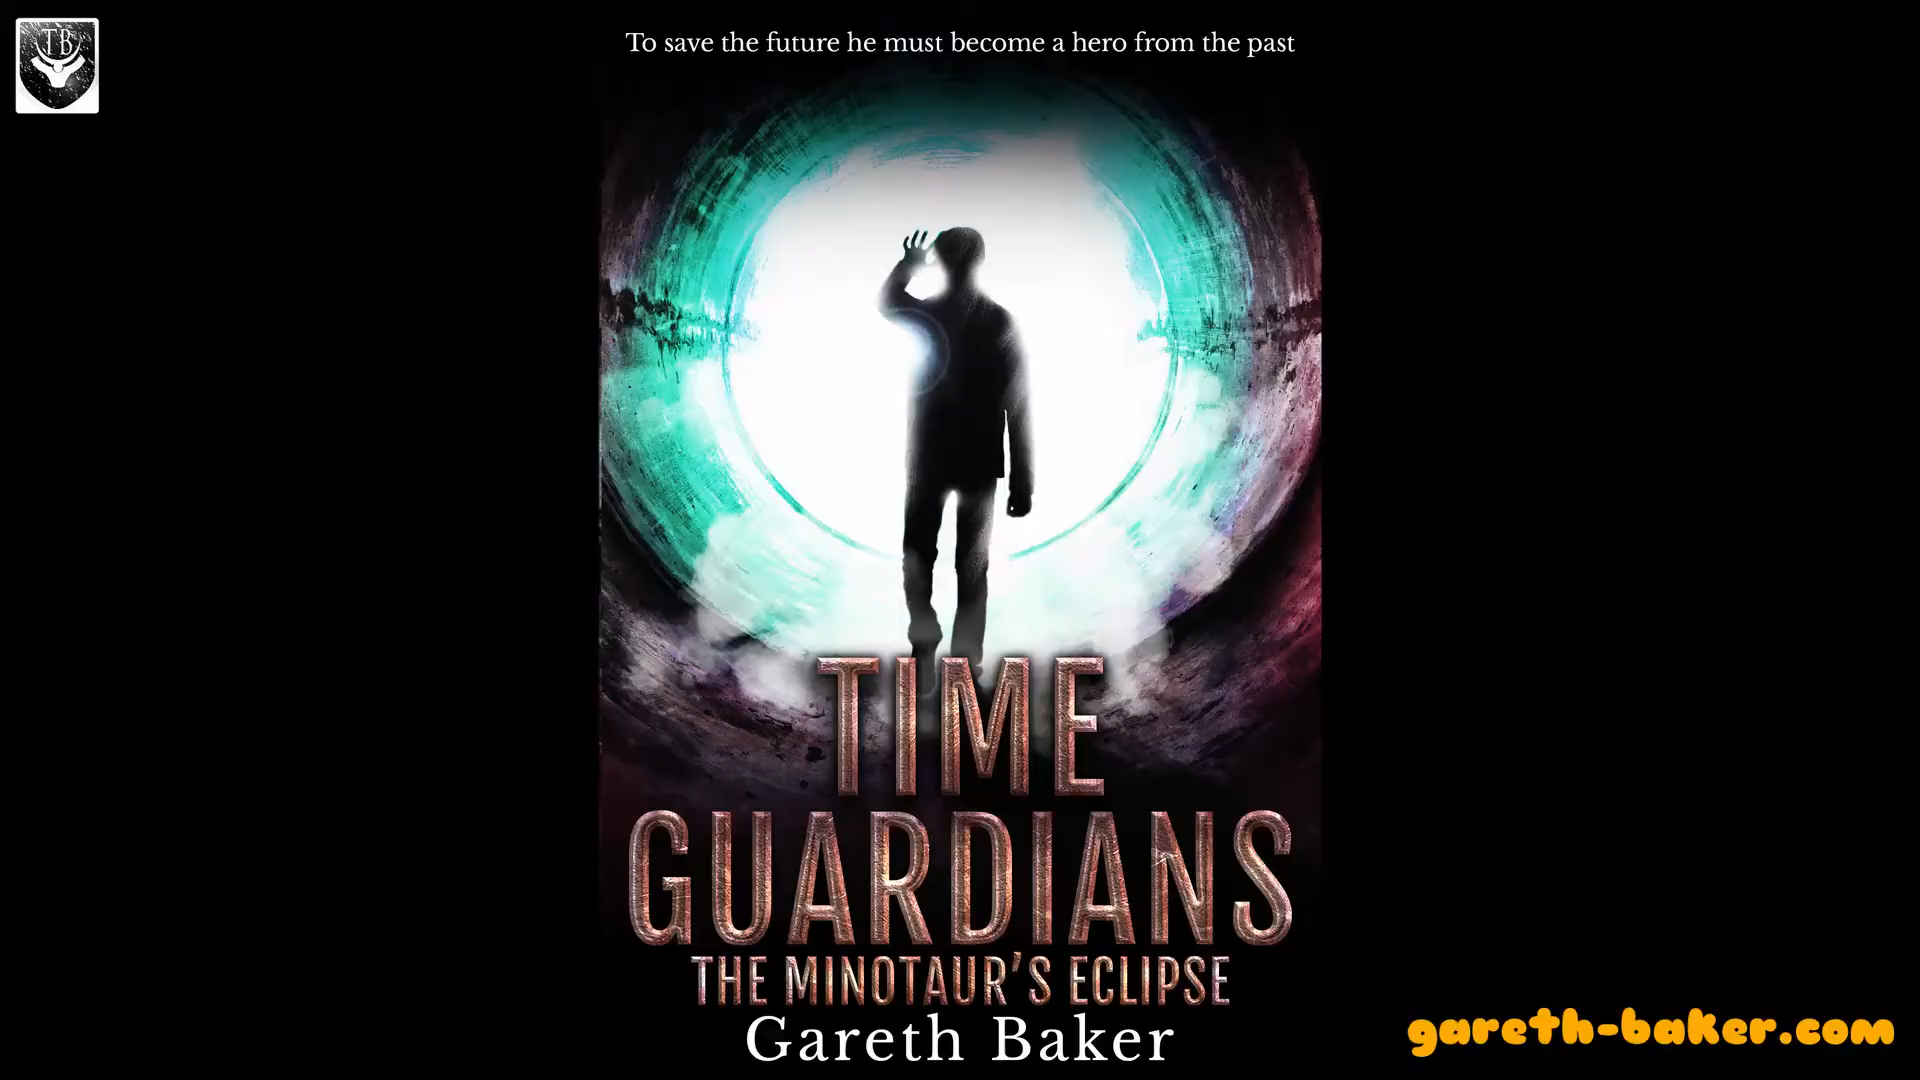 TB
To save the future he must become a hero from the past
TIME
GUARDIANS
THE MINOTAUR'S ECLIPSE
Gareth Baker
gareth-baker.com